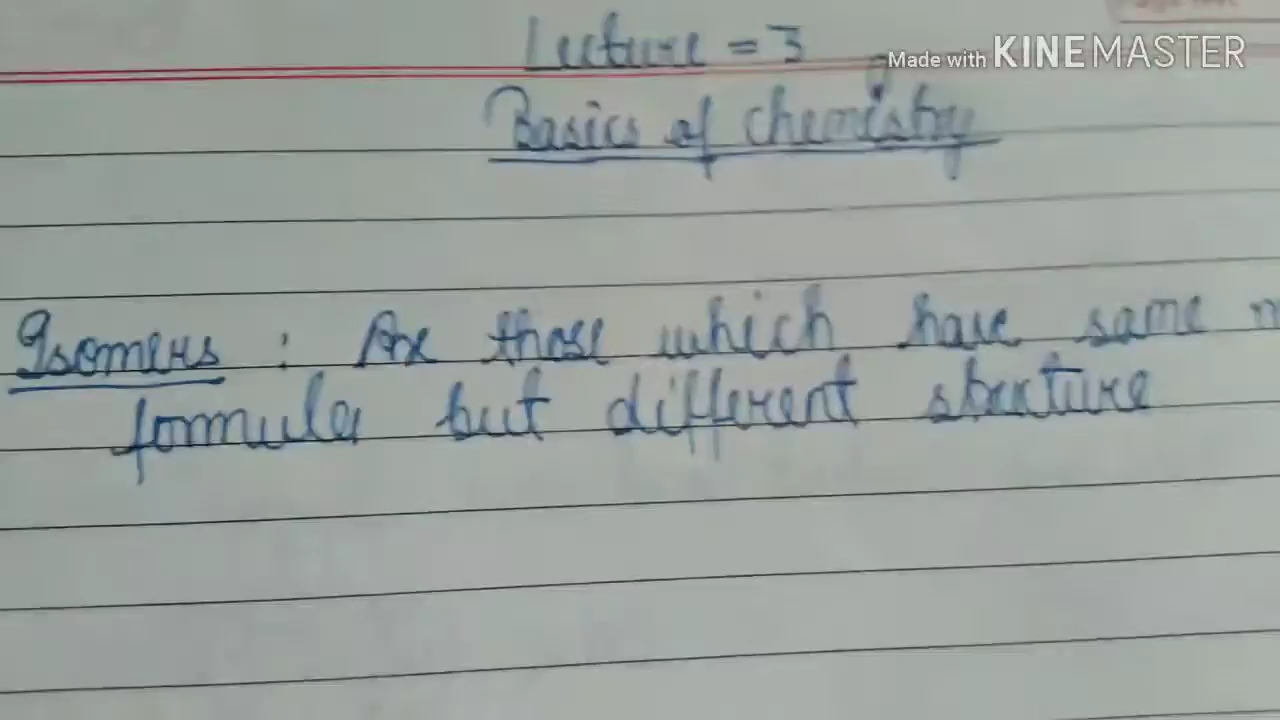 Lecture = 3
Made with KINEMASTER
Basics of chemistry
Isomers : Are those which have same
formula but different structure